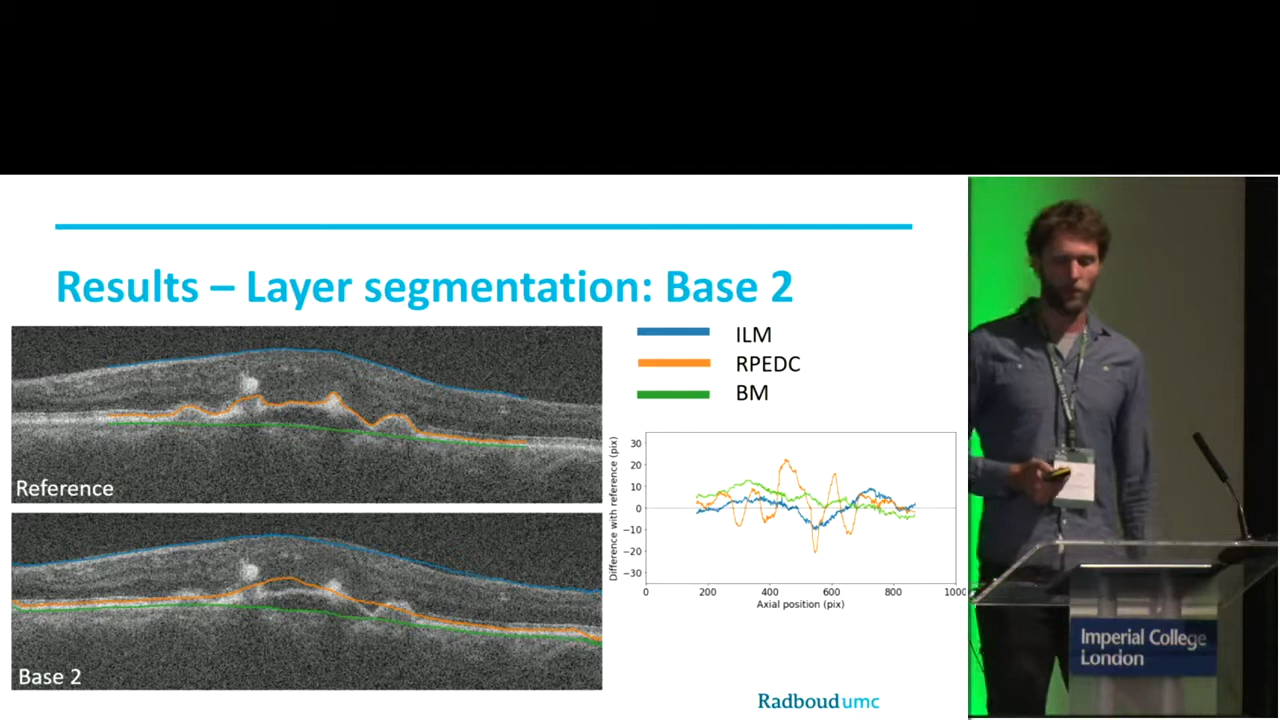 Results – Layer segmentation: Base 2
ILM
RPEDC
BM
Reference
Base 2
Difference with reference (pix)
30
20
10
0
−10
−20
−30
0
200
400
600
800
1000
Axial position (pix)
Radboudumc
Imperial College
London